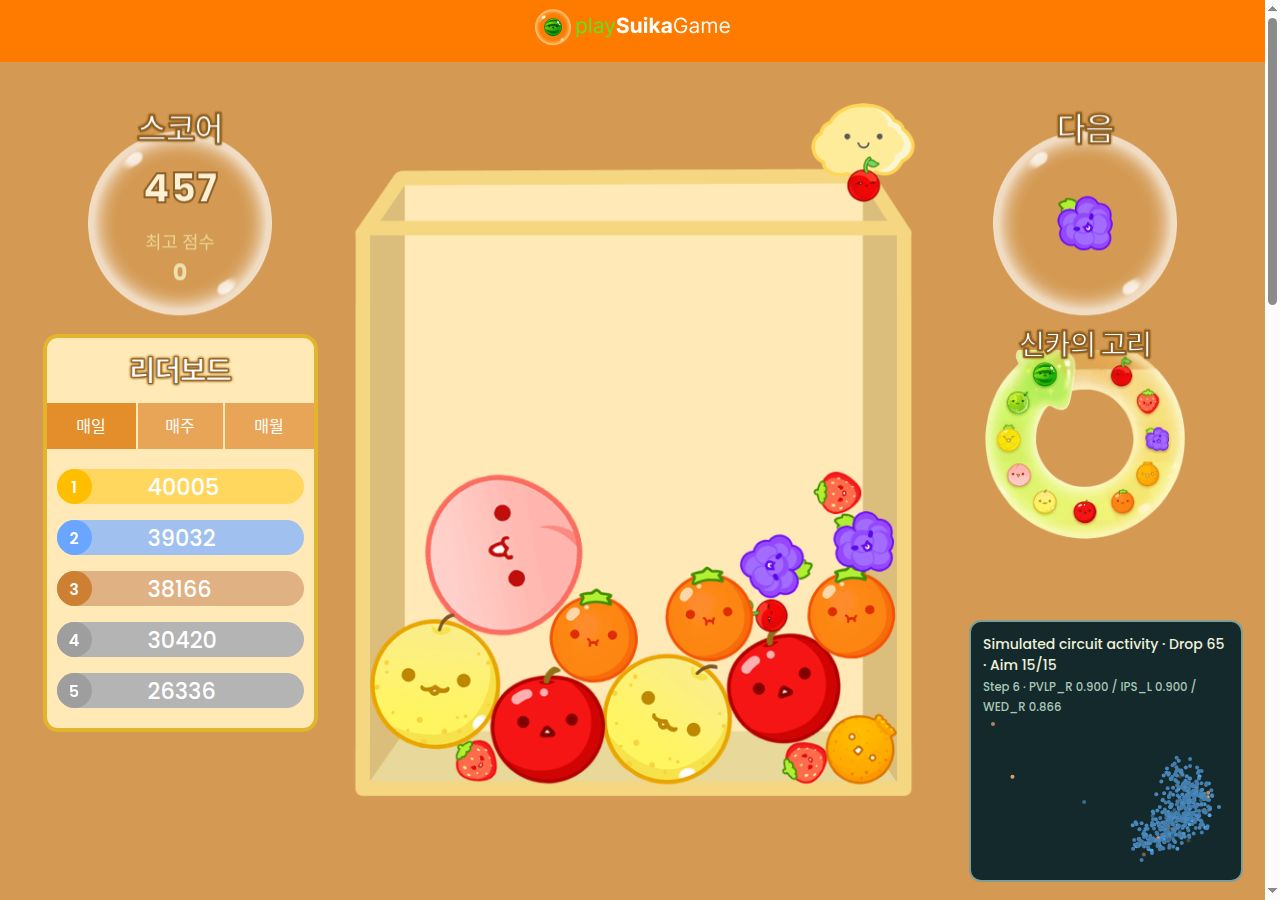 playSuikaGame
스코어
457
최고 점수
0
리더보드
매일 매주 매월
1 40005
2 39032
3 38166
4 30420
5 26336
다음
신카의 고리
Simulated circuit activity · Drop 65
· Aim 15/15
Step 6 · PVLP_R 0.900 / IPS_L 0.900 /
WED_R 0.866